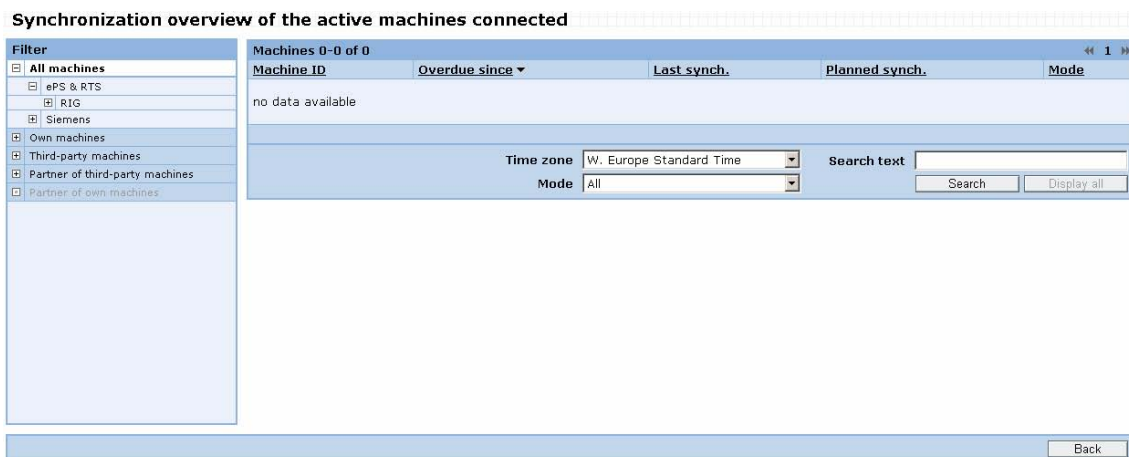 Synchronization overview of the active machines connected
Filter
All machines
ePS & RTS
RIG
Siemens
Own machines
Third-party machines
Partner of third-party machines
Partner of own machines
Machines 0-0 of 0 1
Machine ID Overdue since Last synch. Planned synch. Mode
no data available
Time zone W. Europe Standard Time Search text
Mode All Search Display all
Back